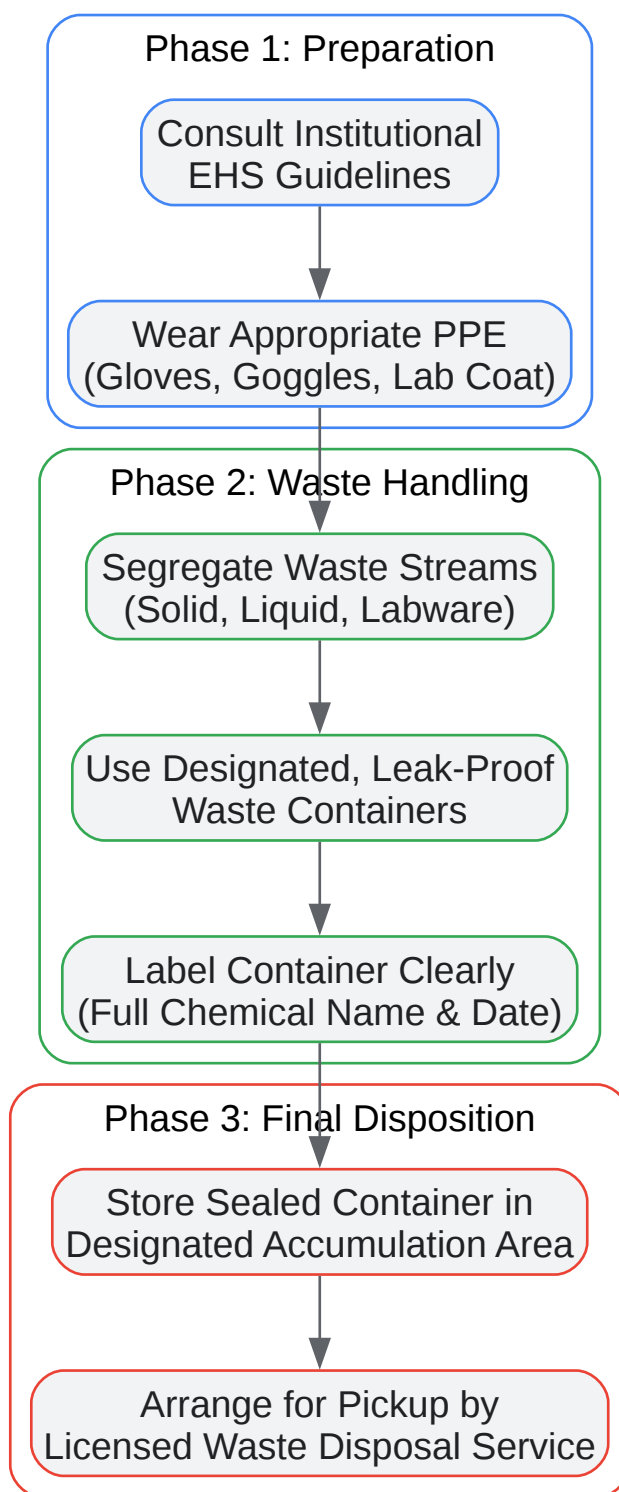 Phase 1: Preparation
Consult Institutional
EHS Guidelines
Wear Appropriate PPE
(Gloves, Goggles, Lab Coat)
Phase 2: Waste Handling
Segregate Waste Streams
(Solid, Liquid, Labware)
Use Designated, Leak-Proof
Waste Containers
Label Container Clearly
(Full Chemical Name & Date)
Phase 3: Final Disposition
Store Sealed Container in
Designated Accumulation Area
Arrange for Pickup by
Licensed Waste Disposal Service